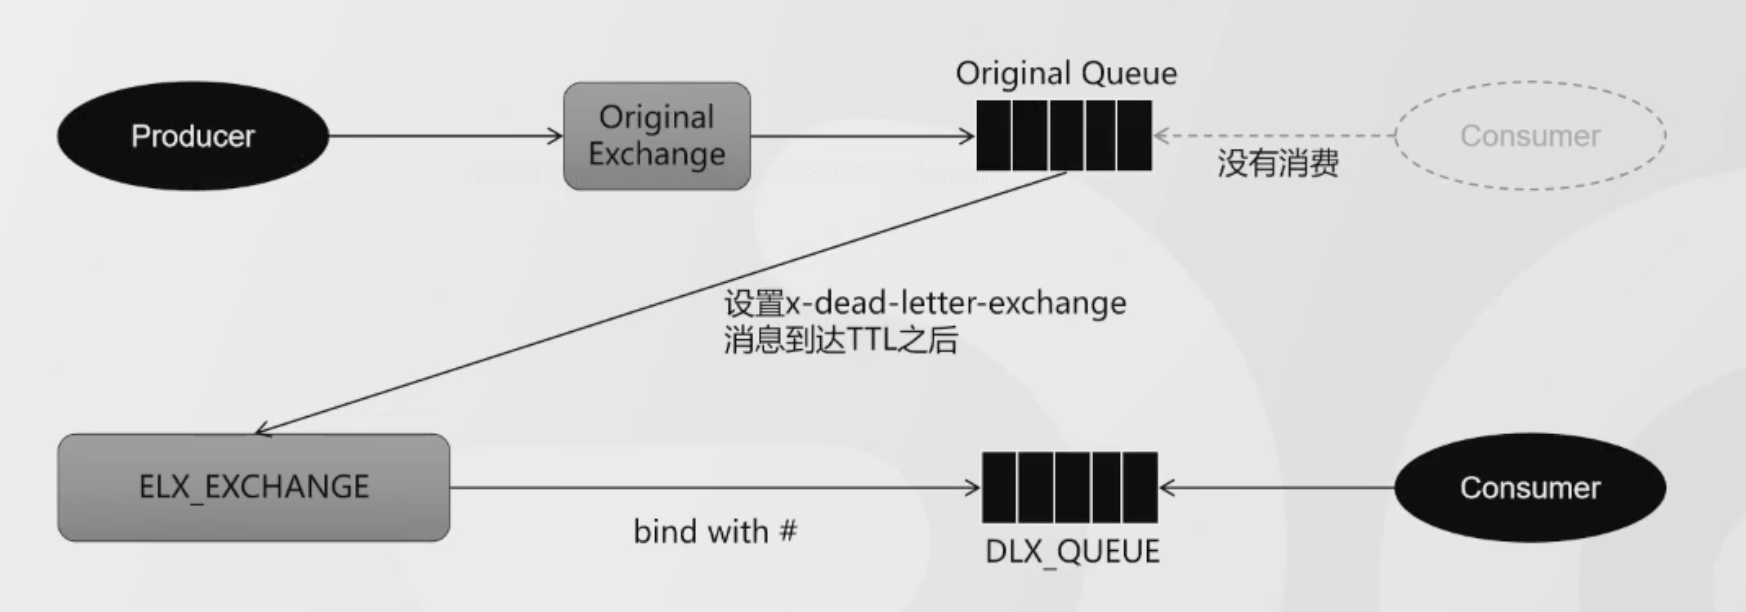 Original Queue
Producer
Original
Exchange
Consumer
没有消费
设置x-dead-letter-exchange
消息到达TTL之后
ELX_EXCHANGE
Consumer
bind with #
DLX_QUEUE